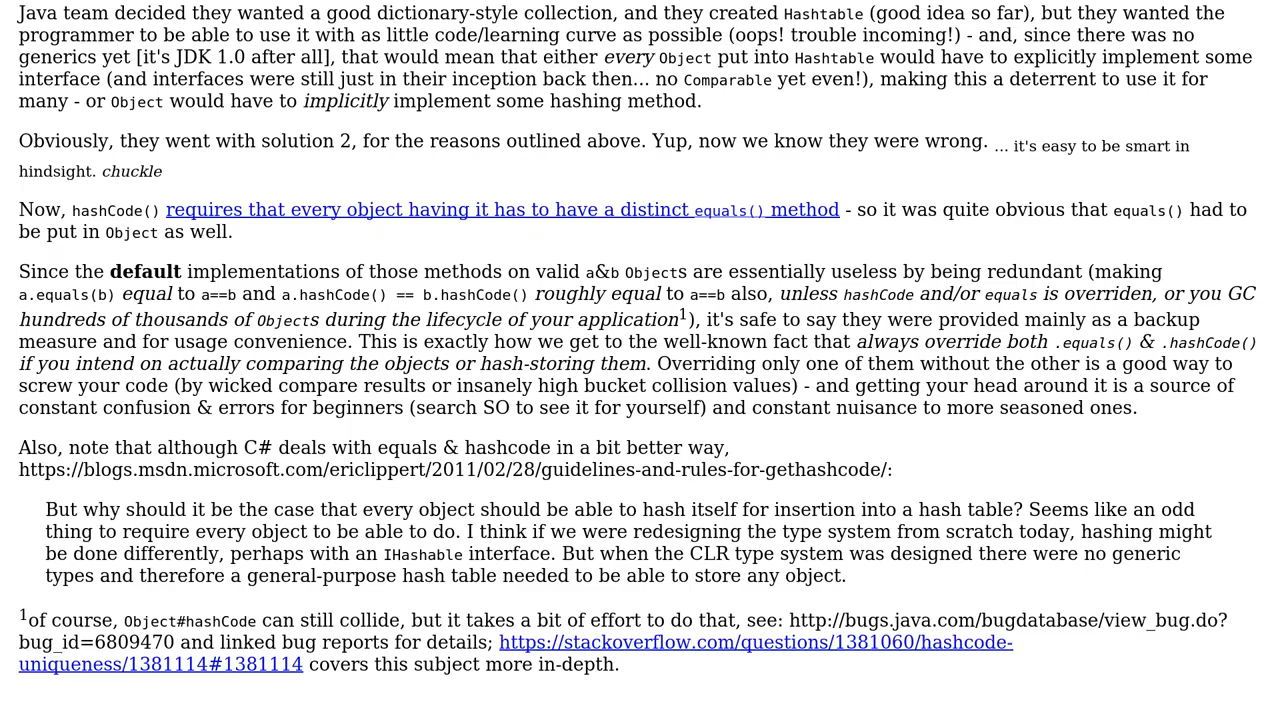 Java team decided they wanted a good dictionary-style collection, and they created Hashtable (good idea so far), but they wanted the
programmer to be able to use it with as little code/learning curve as possible (oops! trouble incoming!) - and, since there was no
generics yet [it's JDK 1.0 after all], that would mean that either every Object put into Hashtable would have to explicitly implement some
interface (and interfaces were still just in their inception back then... no Comparable yet even!), making this a deterrent to use it for
many - or Object would have to implicitly implement some hashing method.
Obviously, they went with solution 2, for the reasons outlined above. Yup, now we know they were wrong. ... it's easy to be smart in
hindsight. chuckle
Now, hashCode() requires that every object having it has to have a distinct equals() method - so it was quite obvious that equals() had to
be put in Object as well.
Since the default implementations of those methods on valid a&b Objects are essentially useless by being redundant (making
a.equals(b) equal to a==b and a.hashCode() == b.hashCode() roughly equal to a==b also, unless hashCode and/or equals is overriden, or you GC
hundreds of thousands of Objects during the lifecycle of your application1), it's safe to say they were provided mainly as a backup
measure and for usage convenience. This is exactly how we get to the well-known fact that always override both .equals() & .hashCode()
if you intend on actually comparing the objects or hash-storing them. Overriding only one of them without the other is a good way to
screw your code (by wicked compare results or insanely high bucket collision values) - and getting your head around it is a source of
constant confusion & errors for beginners (search SO to see it for yourself) and constant nuisance to more seasoned ones.
Also, note that although C# deals with equals & hashcode in a bit better way,
https://blogs.msdn.microsoft.com/ericlippert/2011/02/28/guidelines-and-rules-for-gethashcode/:
But why should it be the case that every object should be able to hash itself for insertion into a hash table? Seems like an odd
thing to require every object to be able to do. I think if we were redesigning the type system from scratch today, hashing might
be done differently, perhaps with an IHashable interface. But when the CLR type system was designed there were no generic
types and therefore a general-purpose hash table needed to be able to store any object.
1of course, Object#hashCode can still collide, but it takes a bit of effort to do that, see: http://bugs.java.com/bugdatabase/view_bug.do?
bug_id=6809470 and linked bug reports for details; https://stackoverflow.com/questions/1381060/hashcode-
uniqueness/1381114#1381114 covers this subject more in-depth.